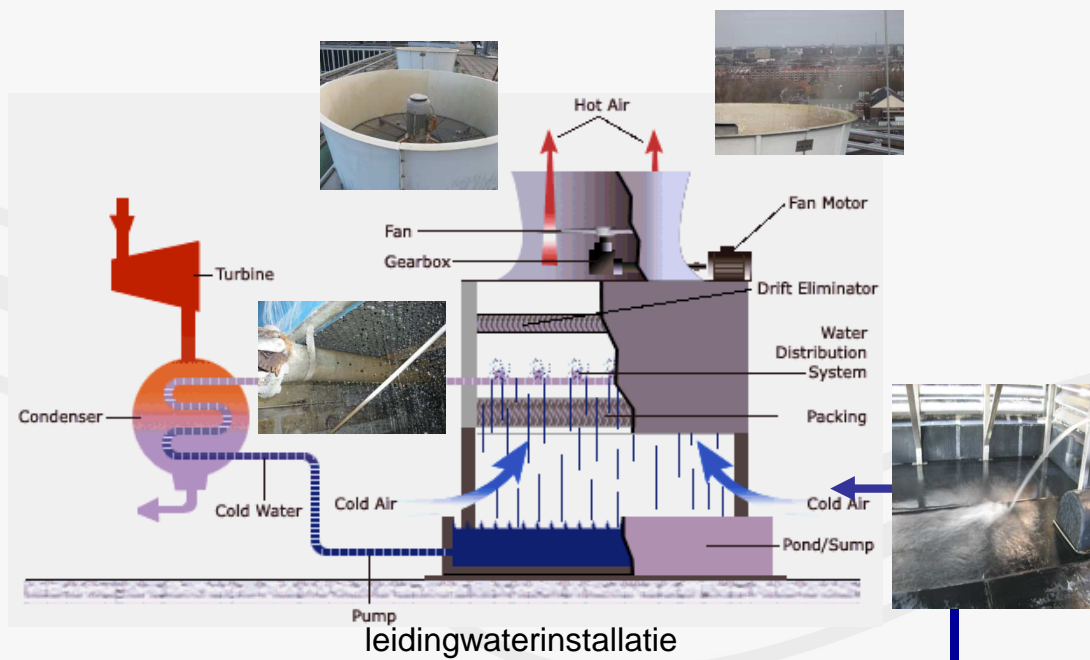 Hot Air
Fan Motor
Fan
Gearbox
Turbine
Drift Eliminator
Water
Distribution
System
Condenser
Packing
Cold Water
Cold Air
Cold Air
Pond/Sump
Pump
leidingwaterinstallatie